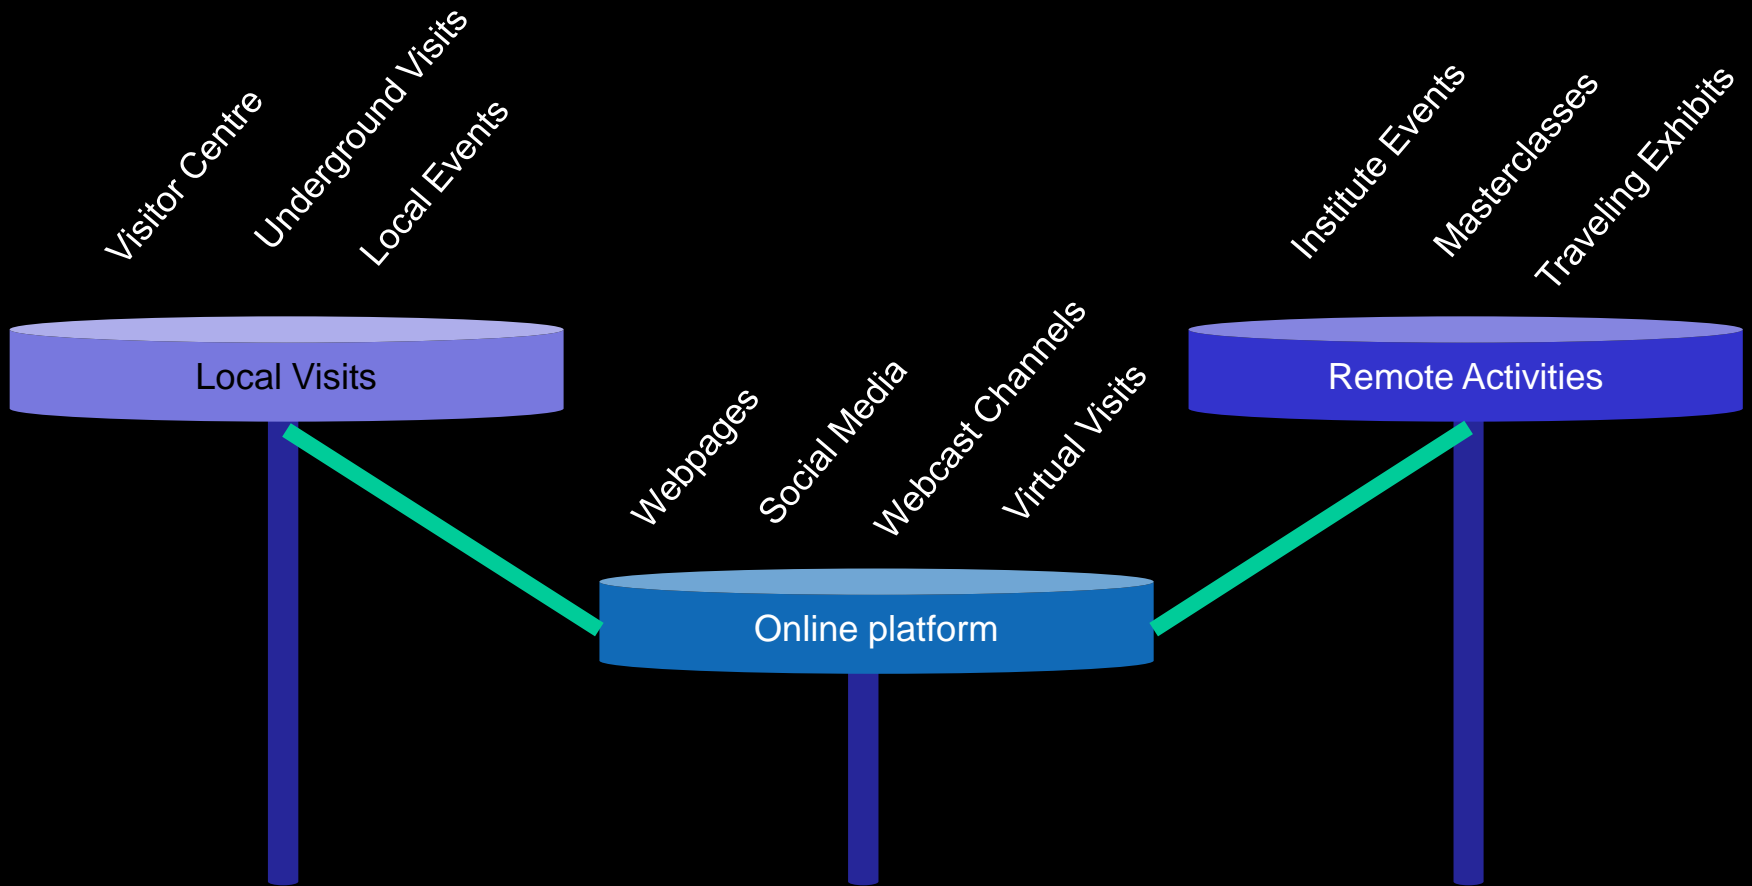 Visitor Centre
Underground Visits
Local Events
Local Visits
Webpages
Social Media
Webcast Channels
Virtual Visits
Online platform
Institute Events
Masterclasses
Traveling Exhibits
Remote Activities